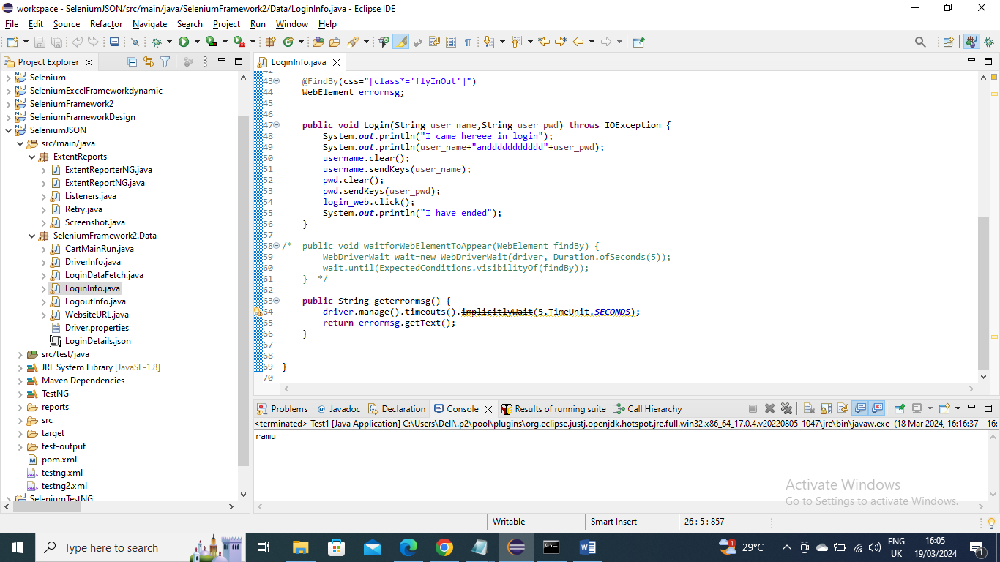 workspace - SeleniumJSON/src/main/java/SeleniumFramework2/Data/LoginInfo.java - Eclipse IDE
File Edit Source Refactor Navigate Search Project Run Window Help
Project Explorer
Selenium
SeleniumExcelFrameworkdynamic
SeleniumFramework2
SeleniumFrameworkDesign
SeleniumJSON
src/main/java
ExtentReports
ExtentReporterNG.java
ExtentReportNG.java
Listeners.java
Retry.java
Screenshot.java
SeleniumFramework2.Data
CartMainRun.java
DriverInfo.java
LoginDataFetch.java
LoginInfo.java
LogoutInfo.java
WebsiteURL.java
Driver.properties
LoginDetails.json
src/test/java
JRE System Library [JavaSE-1.8]
Maven Dependencies
TestNG
reports
src
target
test-output
pom.xml
testng.xml
testng2.xml
SeleniumTestNG
LoginInfo.java
42
43 @FindBy(css="[class*='flyInOut']")
44 WebElement errormsg;
45
46
47 public void Login(String user_name,String user_pwd) throws IOException {
48 System.out.println("I came hereee in login");
49 System.out.println(user_name+"anddddddddddd"+user_pwd);
50 username.clear();
51 username.sendKeys(user_name);
52 pwd.clear();
53 pwd.sendKeys(user_pwd);
54 login_web.click();
55 System.out.println("I have ended");
56 }
57
58 /* public void waitforWebElementToAppear(WebElement findBy) {
59 WebDriverWait wait=new WebDriverWait(driver, Duration.ofSeconds(5));
60 wait.until(ExpectedConditions.visibilityOf(findBy));
61 } */
62
63 public String geterrormsg() {
64 driver.manage().timeouts().implicitlyWait(5,TimeUnit.SECONDS);
65 return errormsg.getText();
66 }
67
68
69 }
70
Problems @ Javadoc Declaration Console Results of running suite Call Hierarchy
<terminated> Test1 [Java Application] C:\Users\Dell\.p2\pool\plugins\org.eclipse.justj.openjdk.hotspot.jre.full.win32.x86_64_17.0.4.v20220805-1047\jre\bin\javaw.exe (18 Mar 2024, 16:16:37 – 16:
ramu
Activate Windows
Go to Settings to activate Windows.
Writable Smart Insert 26 : 5 : 857
Type here to search
1
29°C
ENG
UK
16:05
19/03/2024
1